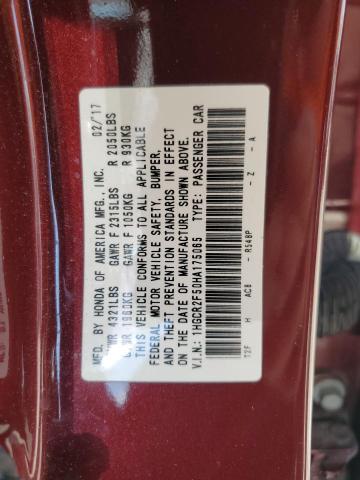 MFD. BY HONDA OF AMERICA MFG., INC. 02/'17
GVWR 4321LBS GAWR F 2315LBS R 2050LBS
GVWR 1960KG GAWR F 1050KG R 930KG
THIS VEHICLE CONFORMS TO ALL APPLICABLE
FEDERAL MOTOR VEHICLE SAFETY, BUMPER,
AND THEFT PREVENTION STANDARDS IN EFFECT
ON THE DATE OF MANUFACTURE SHOWN ABOVE.
V.I.N.: 1HGCR2F50HA175065 TYPE: PASSENGER CAR
T2F H AC8 - R548P - Z - A